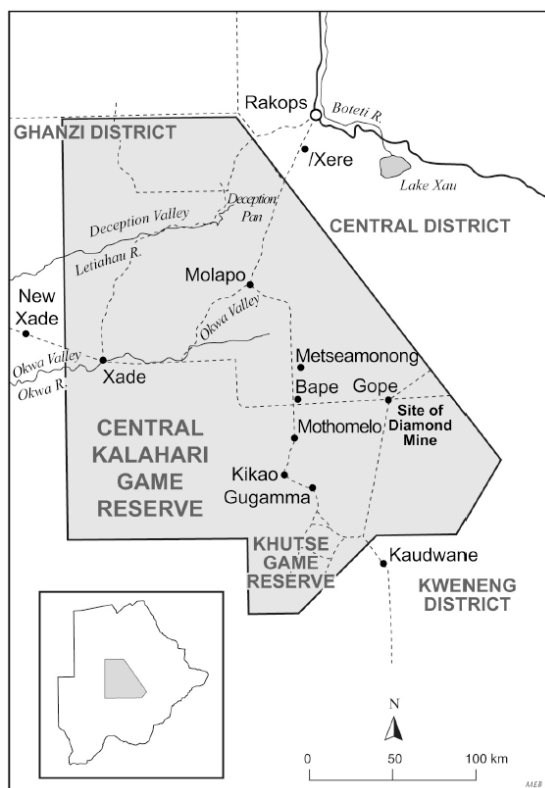 Rakops
Boteti R.
GHANZI DISTRICT
/Xere
Lake Xau
Deception
Pan
CENTRAL DISTRICT
Deception Valley
Letiahau R.
Molapo
New
Xade
Okwa Valley
Okwa Valley
Okwa R.
Xade
Metseamonong
Bape
Gope
Site of
Diamond
Mine
Mothomelo
CENTRAL
KALAHARI
GAME
RESERVE
Kikao
Gugamma
KHUTSE
GAME
RESERVE
Kaudwane
KWENENG
DISTRICT
N
0 50 100 km
MEB